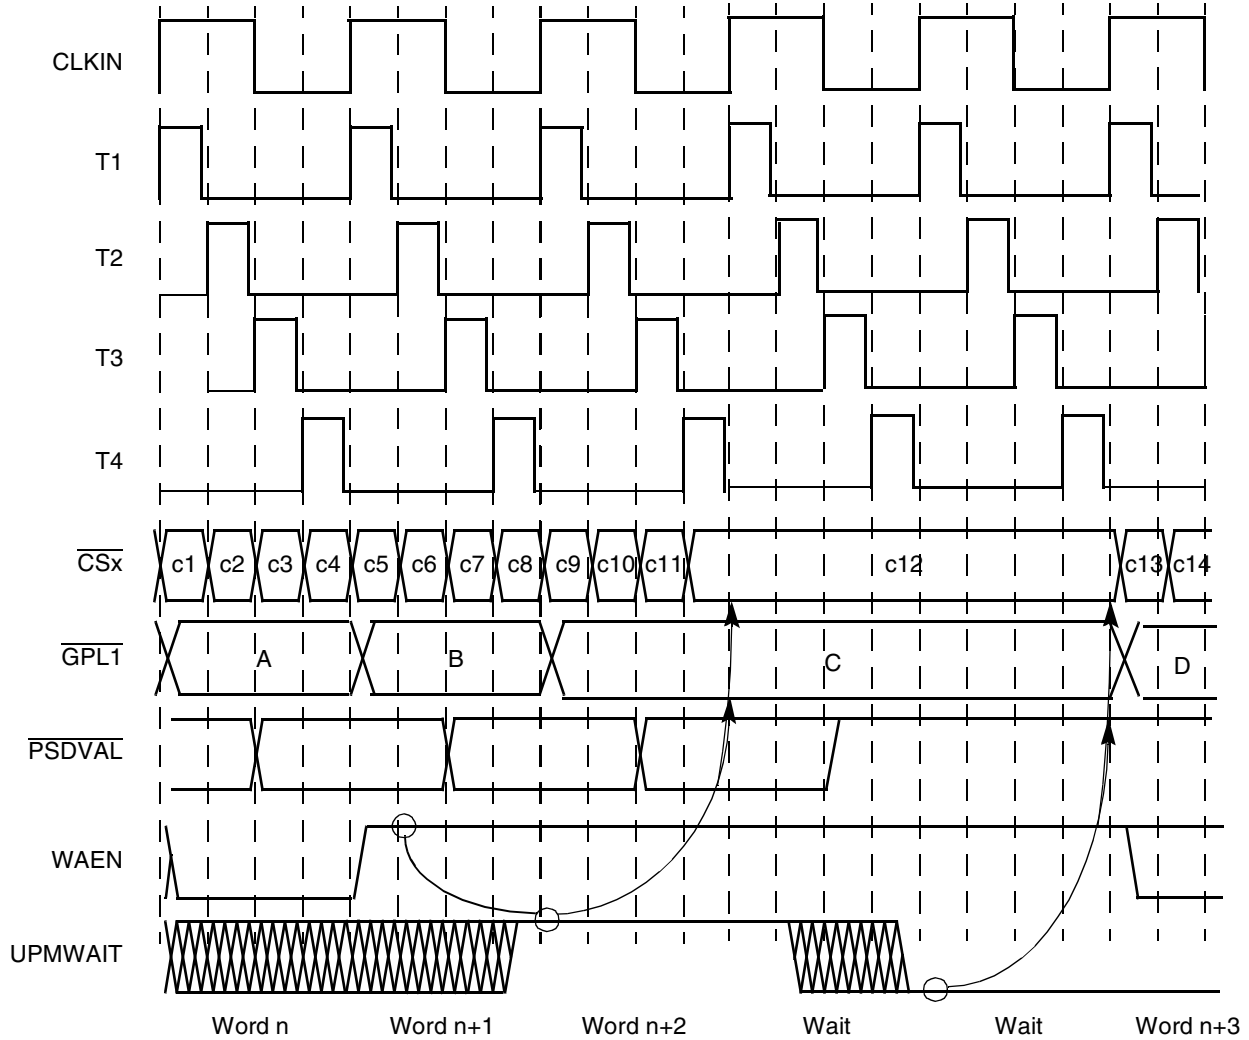 CLKIN
T1
T2
T3
T4
CSx c1 c2 c3 c4 c5 c6 c7 c8 c9 c10 c11 c12 c13 c14
GPL1 A B C D
PSDVAL
WAEN
UPMWAIT
Word n Word n+1 Word n+2 Wait Wait Word n+3